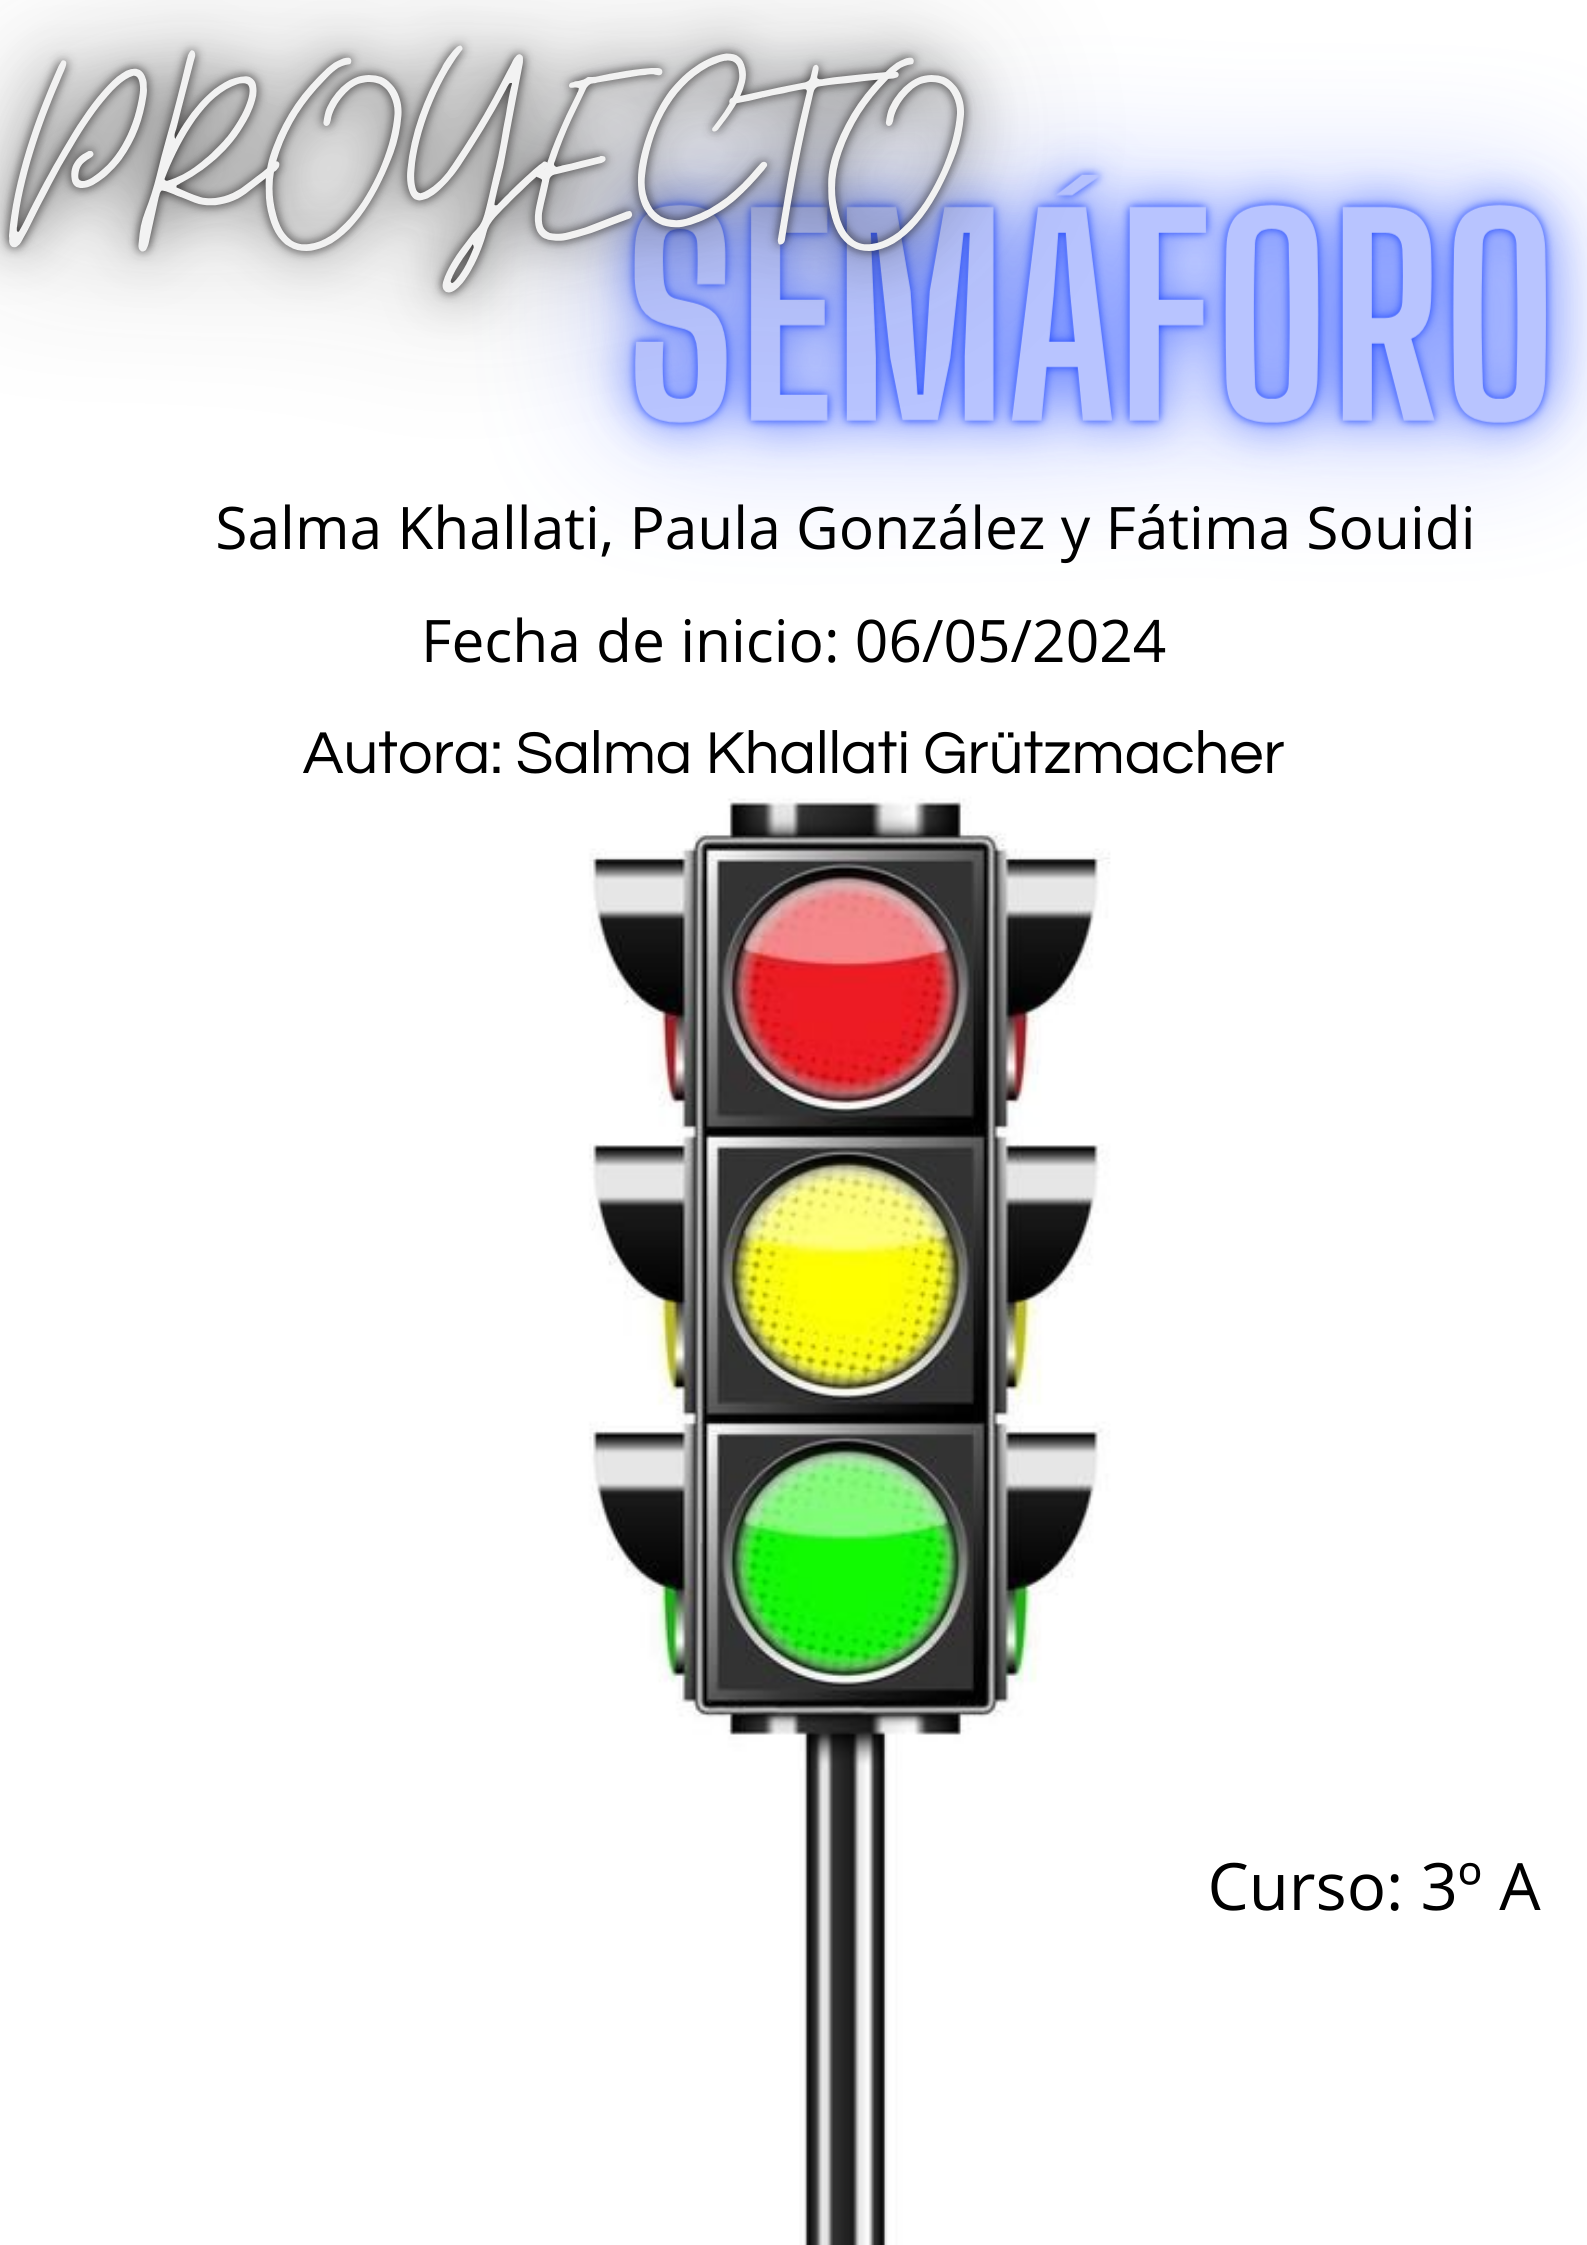 PROYECTO
SEMÁFORO
Salma Khallati, Paula González y Fátima Souidi
Fecha de inicio: 06/05/2024
Autora: Salma Khallati Grützmacher
Curso: 3º A